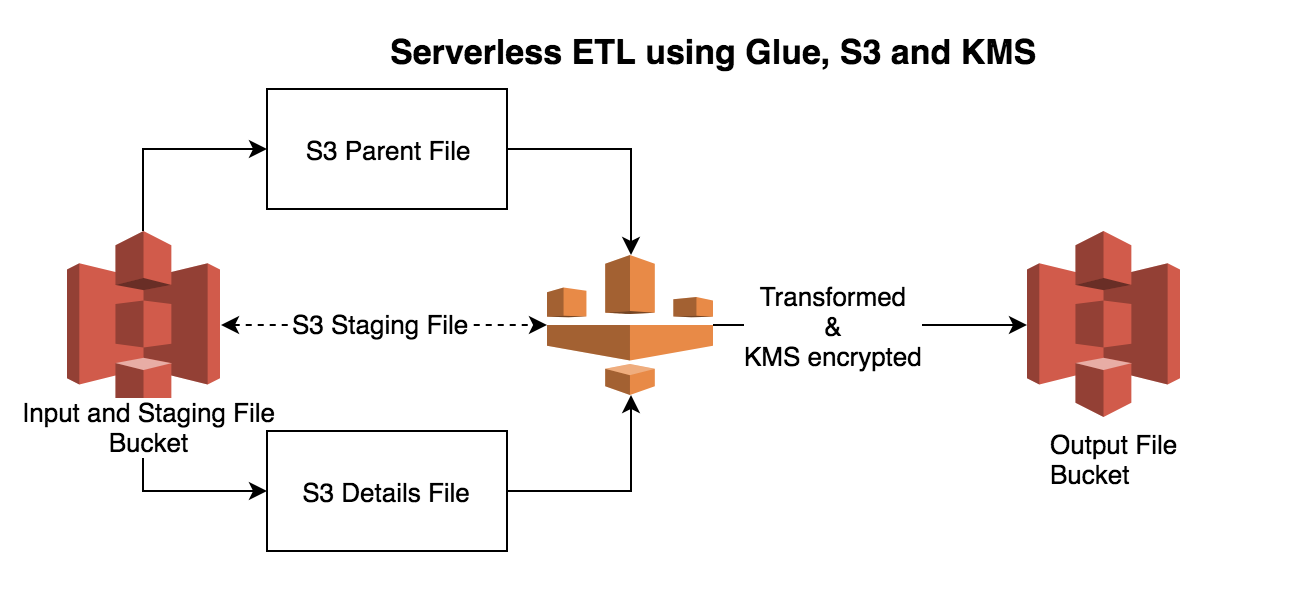 Serverless ETL using Glue, S3 and KMS
S3 Parent File
S3 Staging File
Transformed
&
KMS encrypted
Input and Staging File
Bucket
S3 Details File
Output File
Bucket